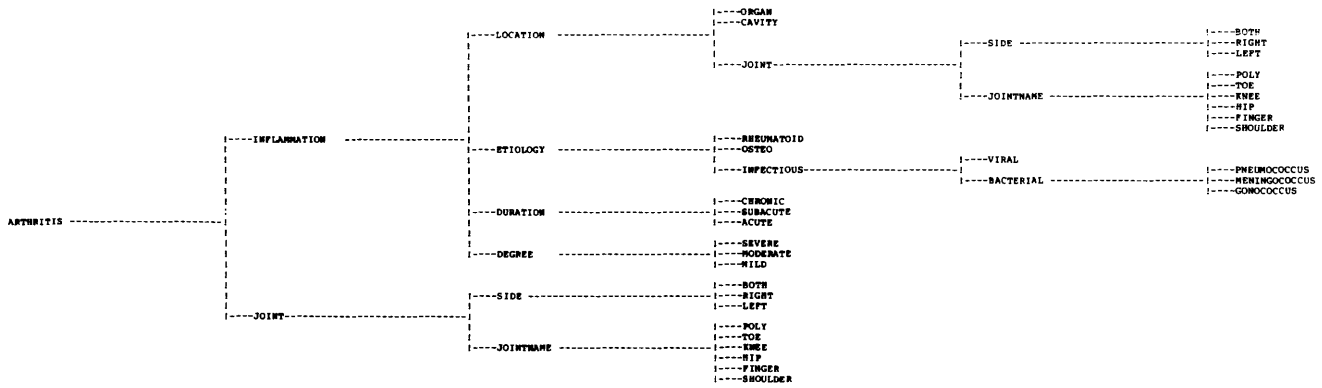 ORGAN
CAVITY
LOCATION
JOINT
SIDE
BOTH
RIGHT
LEFT
JOINTNAME
POLY
TOE
KNEE
HIP
FINGER
SHOULDER
INFLAMMATION
ETIOLOGY
RHEUMATOID
OSTEO
INFECTIOUS
VIRAL
BACTERIAL
PNEUMOCOCCUS
MENINGOCOCCUS
GONOCOCCUS
DURATION
CHRONIC
SUBACUTE
ACUTE
ARTHRITIS
DEGREE
SEVERE
MODERATE
MILD
JOINT
SIDE
BOTH
RIGHT
LEFT
JOINTNAME
POLY
TOE
KNEE
HIP
FINGER
SHOULDER